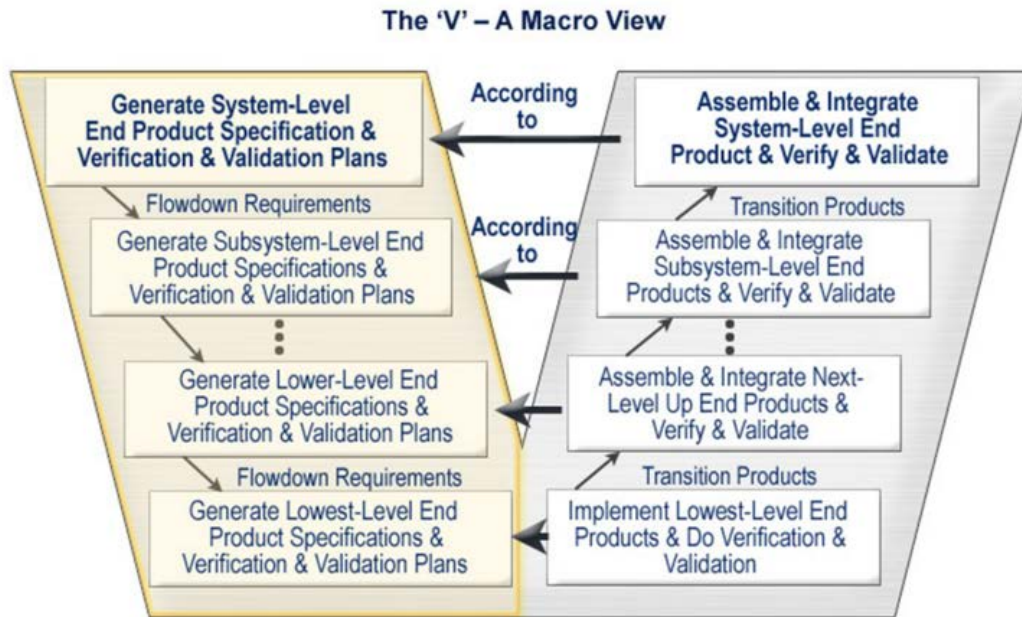 The ‘V’ – A Macro View
Generate System-Level
End Product Specification &
Verification & Validation Plans
According
to
Assemble & Integrate
System-Level End
Product & Verify & Validate
Flowdown Requirements
Transition Products
Generate Subsystem-Level End
Product Specifications &
Verification & Validation Plans
According
to
Assemble & Integrate
Subsystem-Level End
Products & Verify & Validate
Generate Lower-Level End
Product Specifications &
Verification & Validation Plans
Assemble & Integrate Next-
Level Up End Products &
Verify & Validate
Flowdown Requirements
Transition Products
Generate Lowest-Level End
Product Specifications &
Verification & Validation Plans
Implement Lowest-Level End
Products & Do Verification &
Validation